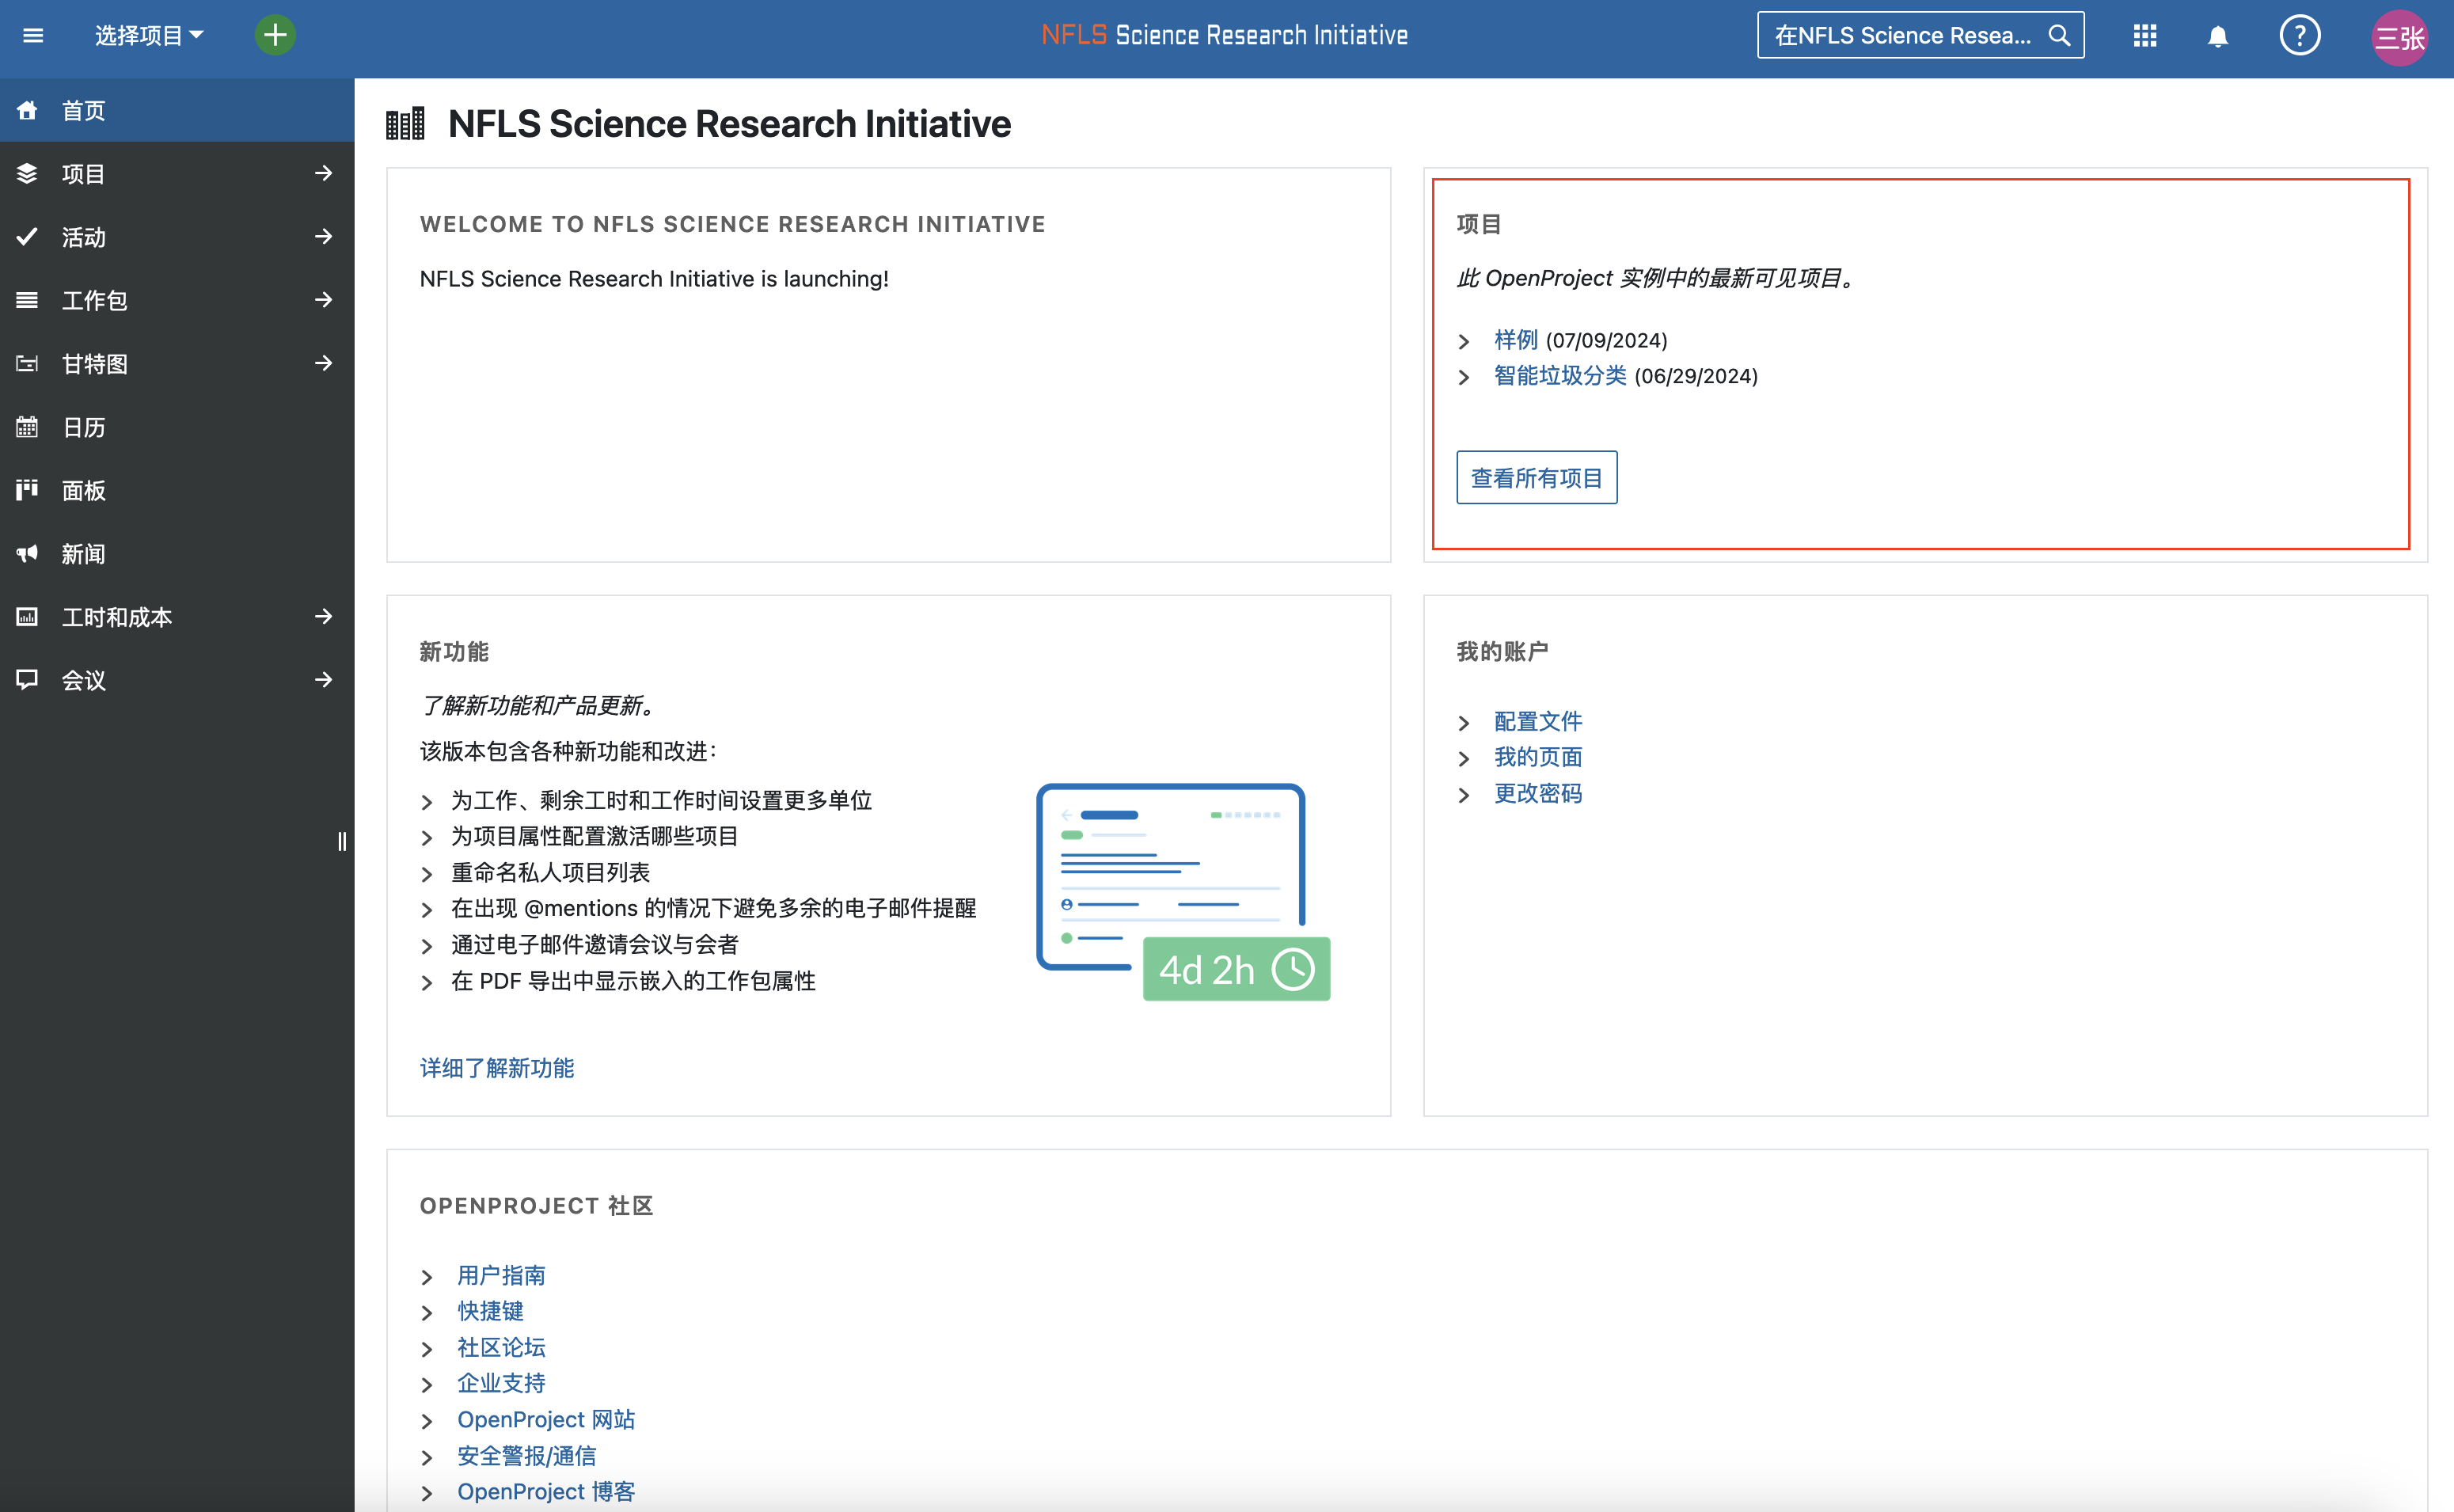 选择项目
NFLS Science Research Initiative
在NFLS Science Resea...
?
三张
首页
项目
活动
工作包
甘特图
日历
面板
新闻
工时和成本
会议
NFLS Science Research Initiative
WELCOME TO NFLS SCIENCE RESEARCH INITIATIVE
NFLS Science Research Initiative is launching!
项目
此 OpenProject 实例中的最新可见项目。
样例 (07/09/2024)
智能垃圾分类 (06/29/2024)
查看所有项目
新功能
了解新功能和产品更新。
该版本包含各种新功能和改进：
为工作、剩余工时和工作时间设置更多单位
为项目属性配置激活哪些项目
重命名私人项目列表
在出现 @mentions 的情况下避免多余的电子邮件提醒
通过电子邮件邀请会议与会者
在 PDF 导出中显示嵌入的工作包属性
4d 2h
详细了解新功能
我的账户
配置文件
我的页面
更改密码
OPENPROJECT 社区
用户指南
快捷键
社区论坛
企业支持
OpenProject 网站
安全警报/通信
OpenProject 博客